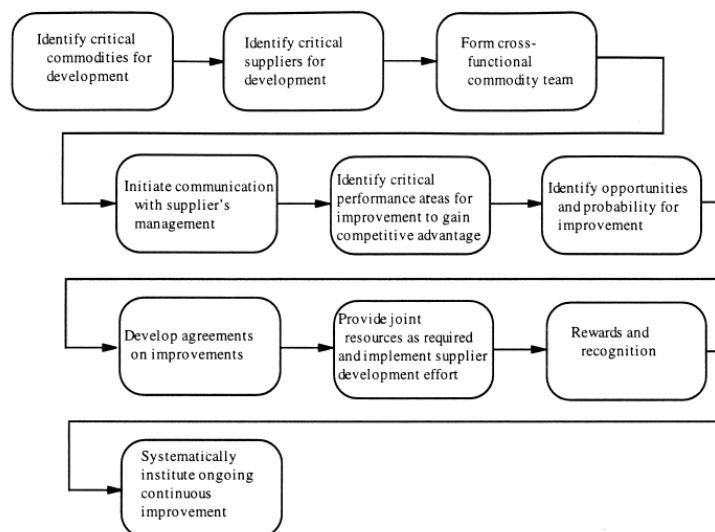 Identify critical
commodities for
development
Identify critical
suppliers for
development
Form cross-
functional
commodity team
Initiate communication
with supplier's
management
Identify critical
performance areas for
improvement to gain
competitive advantage
Identify opportunities
and probability for
improvement
Develop agreements
on improvements
Provide joint
resources as required
and implement supplier
development effort
Rewards and
recognition
Systematically
institute ongoing
continuous
improvement